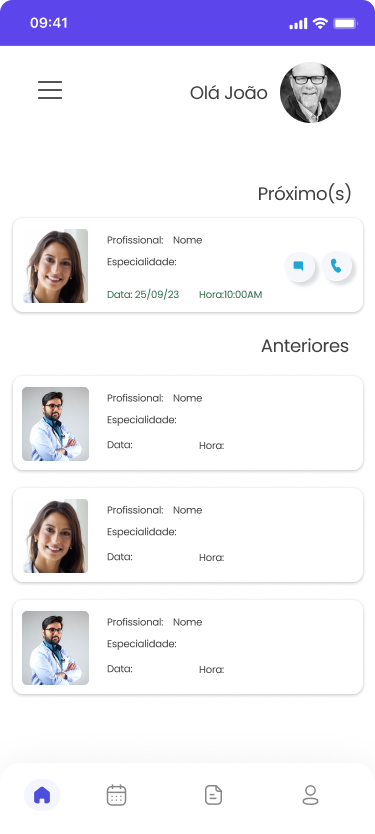 09:41
Olá João
Próximo(s)
Profissional: Nome
Especialidade:
Data: 25/09/23 Hora:10:00AM
Anteriores
Profissional: Nome
Especialidade:
Data: Hora:
Profissional: Nome
Especialidade:
Data: Hora:
Profissional: Nome
Especialidade:
Data: Hora: